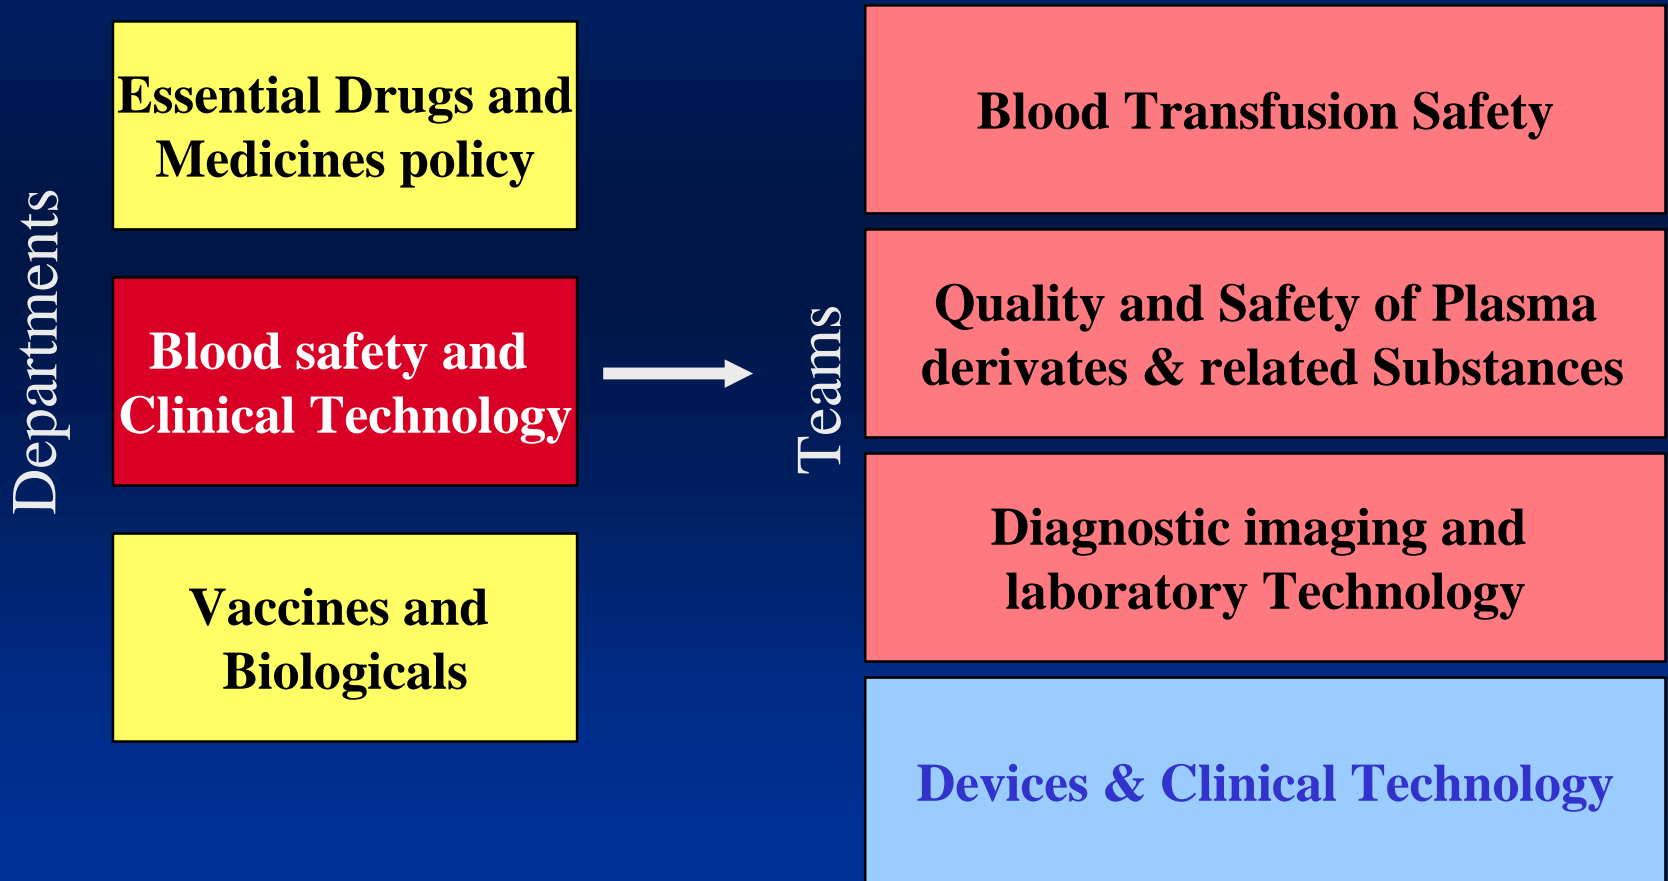 Departments
Essential Drugs and
Medicines policy
Blood safety and
Clinical Technology
Vaccines and
Biologicals
Teams
Blood Transfusion Safety
Quality and Safety of Plasma
derivates & related Substances
Diagnostic imaging and
laboratory Technology
Devices & Clinical Technology